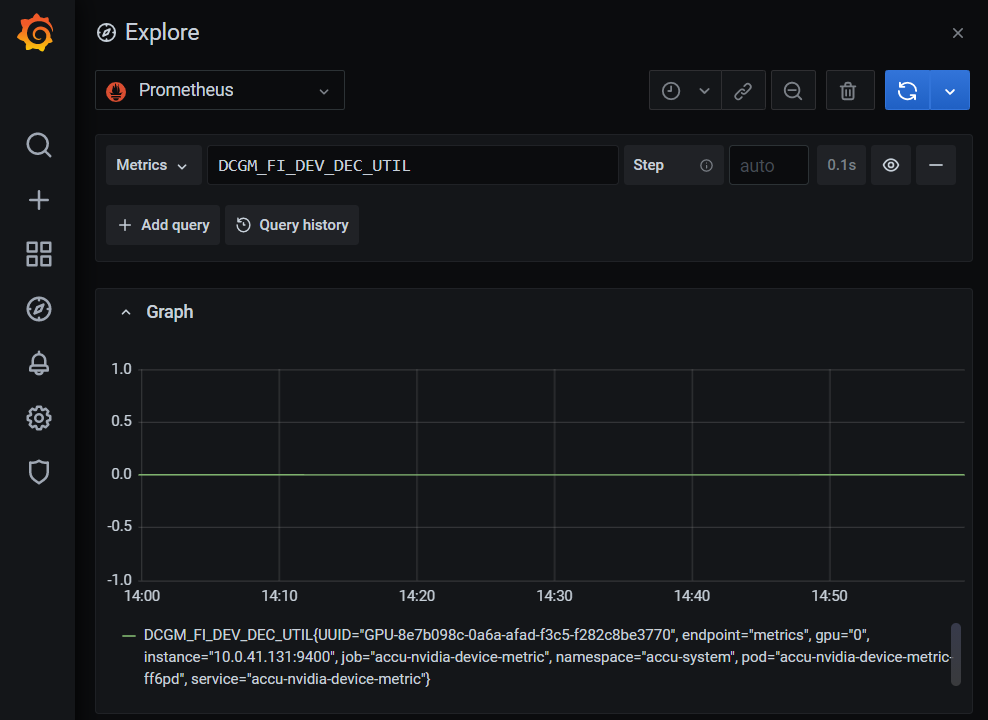 Explore
Prometheus
Metrics DCGM_FI_DEV_DEC_UTIL Step auto 0.1s
Add query Query history
Graph
1.0
0.5
0.0
-0.5
-1.0
14:00 14:10 14:20 14:30 14:40 14:50
DCGM_FI_DEV_DEC_UTIL{UUID="GPU-8e7b098c-0a6a-afad-f3c5-f282c8be3770", endpoint="metrics", gpu="0",
instance="10.0.41.131:9400", job="accu-nvidia-device-metric", namespace="accu-system", pod="accu-nvidia-device-metric-
ff6pd", service="accu-nvidia-device-metric"}